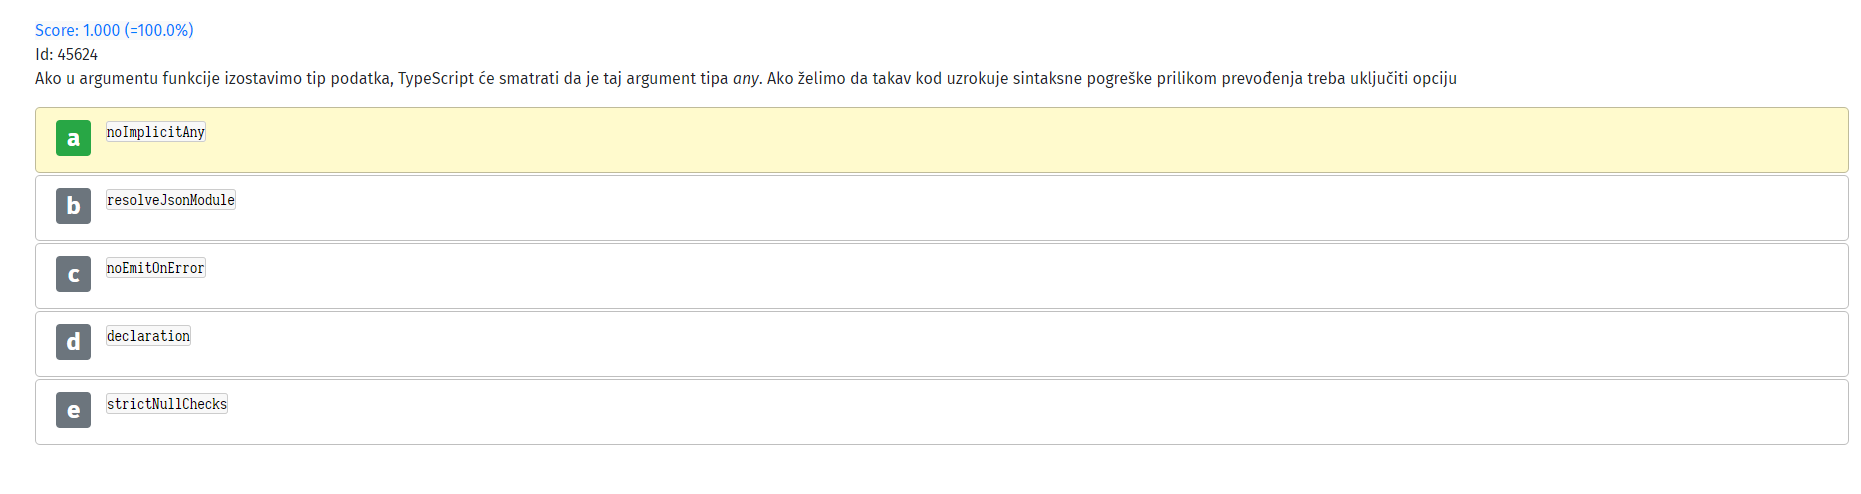 Score: 1.000 (=100.0%)
Id: 45624
Ako u argumentu funkcije izostavimo tip podatka, TypeScript će smatrati da je taj argument tipa any. Ako želimo da takav kod uzrokuje sintaksne pogreške prilikom prevođenja treba uključiti opciju
a noImplicitAny
b resolveJsonModule
c noEmitOnError
d declaration
e strictNullChecks